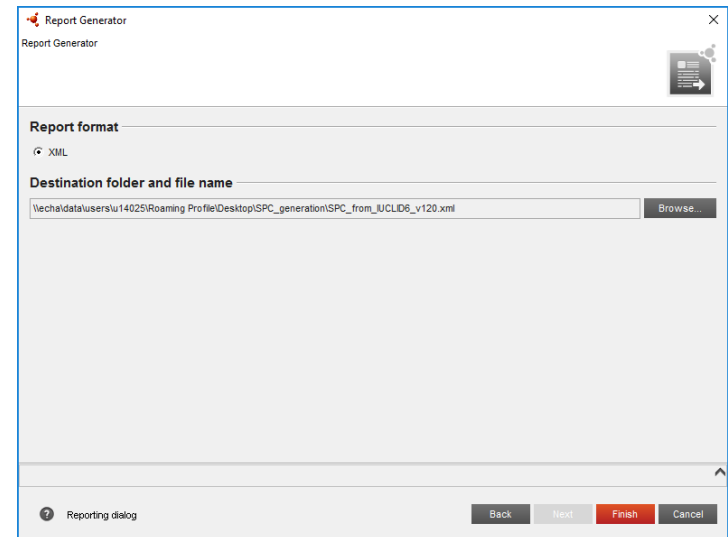 Report Generator
Report Generator
Report format
XML
Destination folder and file name
\\echa\data\users\u14025\Roaming Profile\Desktop\SPC_generation\SPC_from_IUCLID6_v120.xml
Browse...
Reporting dialog
Back
Next
Finish
Cancel